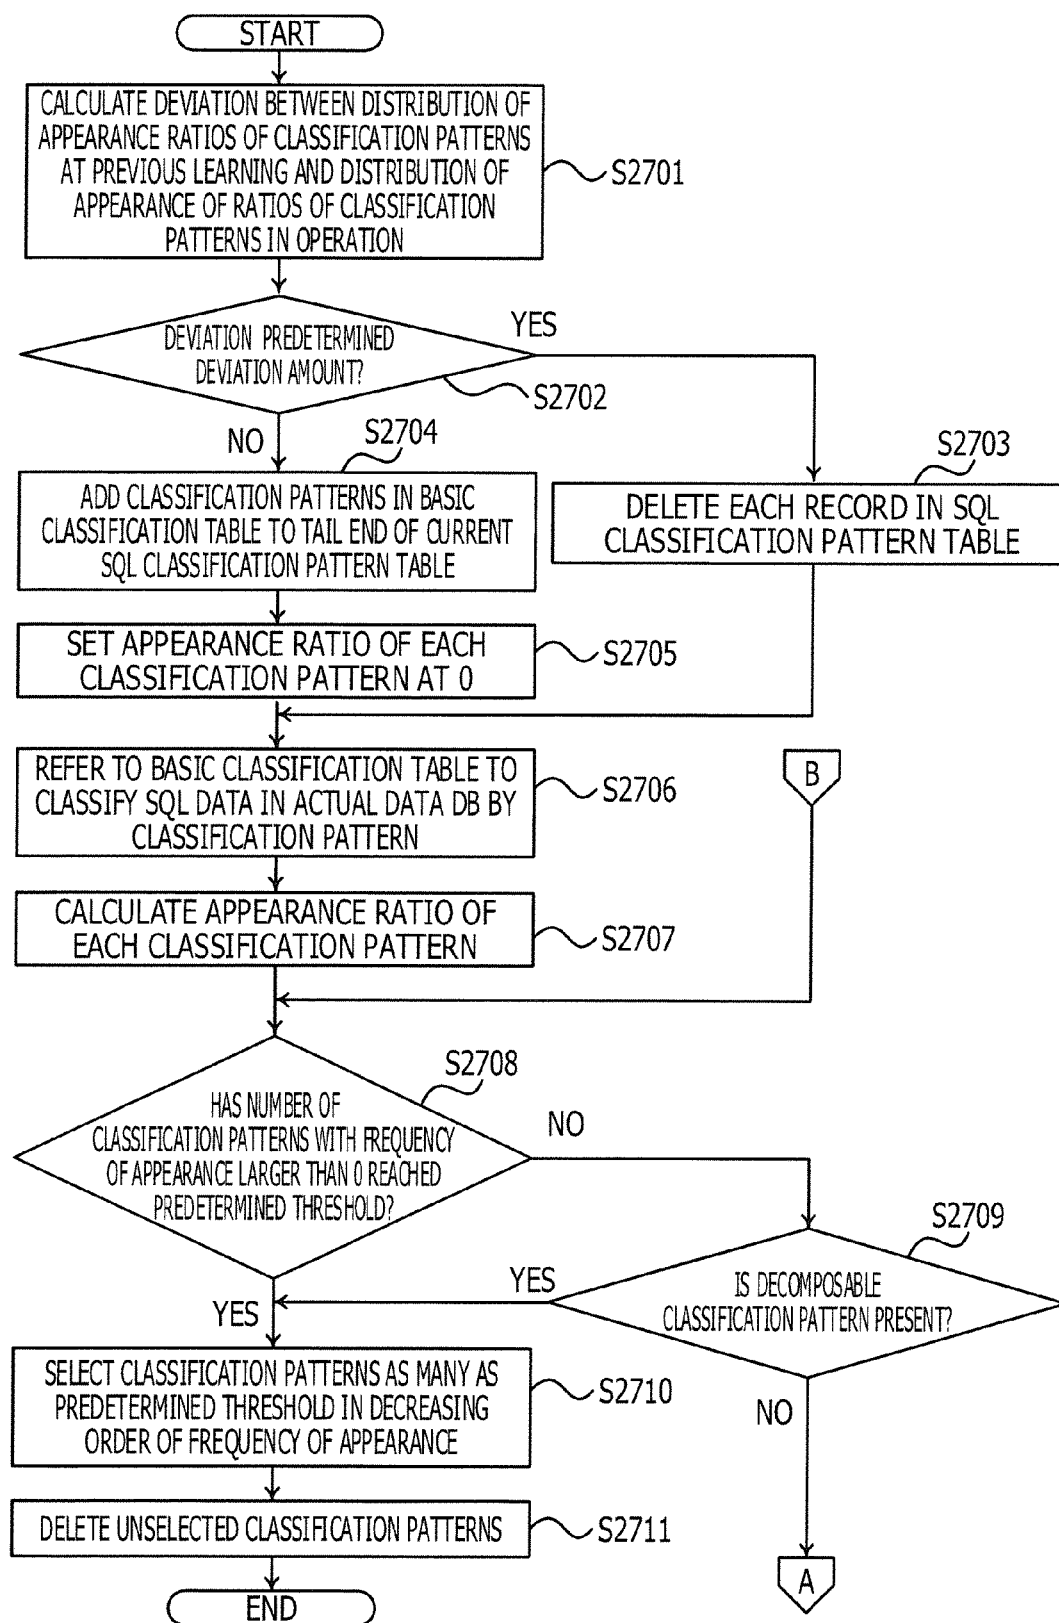 START
CALCULATE DEVIATION BETWEEN DISTRIBUTION OF
APPEARANCE RATIOS OF CLASSIFICATION PATTERNS
AT PREVIOUS LEARNING AND DISTRIBUTION OF
APPEARANCE OF RATIOS OF CLASSIFICATION
PATTERNS IN OPERATION
S2701
DEVIATION PREDETERMINED
DEVIATION AMOUNT?
YES
S2702
NO
S2704
S2703
ADD CLASSIFICATION PATTERNS IN BASIC
CLASSIFICATION TABLE TO TAIL END OF CURRENT
SQL CLASSIFICATION PATTERN TABLE
DELETE EACH RECORD IN SQL
CLASSIFICATION PATTERN TABLE
SET APPEARANCE RATIO OF EACH
CLASSIFICATION PATTERN AT 0
S2705
REFER TO BASIC CLASSIFICATION TABLE TO
CLASSIFY SQL DATA IN ACTUAL DATA DB BY
CLASSIFICATION PATTERN
S2706
B
CALCULATE APPEARANCE RATIO OF
EACH CLASSIFICATION PATTERN
S2707
S2708
HAS NUMBER OF
CLASSIFICATION PATTERNS WITH FREQUENCY
OF APPEARANCE LARGER THAN 0 REACHED
PREDETERMINED THRESHOLD?
NO
S2709
IS DECOMPOSABLE
CLASSIFICATION PATTERN PRESENT?
YES
YES
NO
SELECT CLASSIFICATION PATTERNS AS MANY AS
PREDETERMINED THRESHOLD IN DECREASING
ORDER OF FREQUENCY OF APPEARANCE
S2710
DELETE UNSELECTED CLASSIFICATION PATTERNS
S2711
A
END